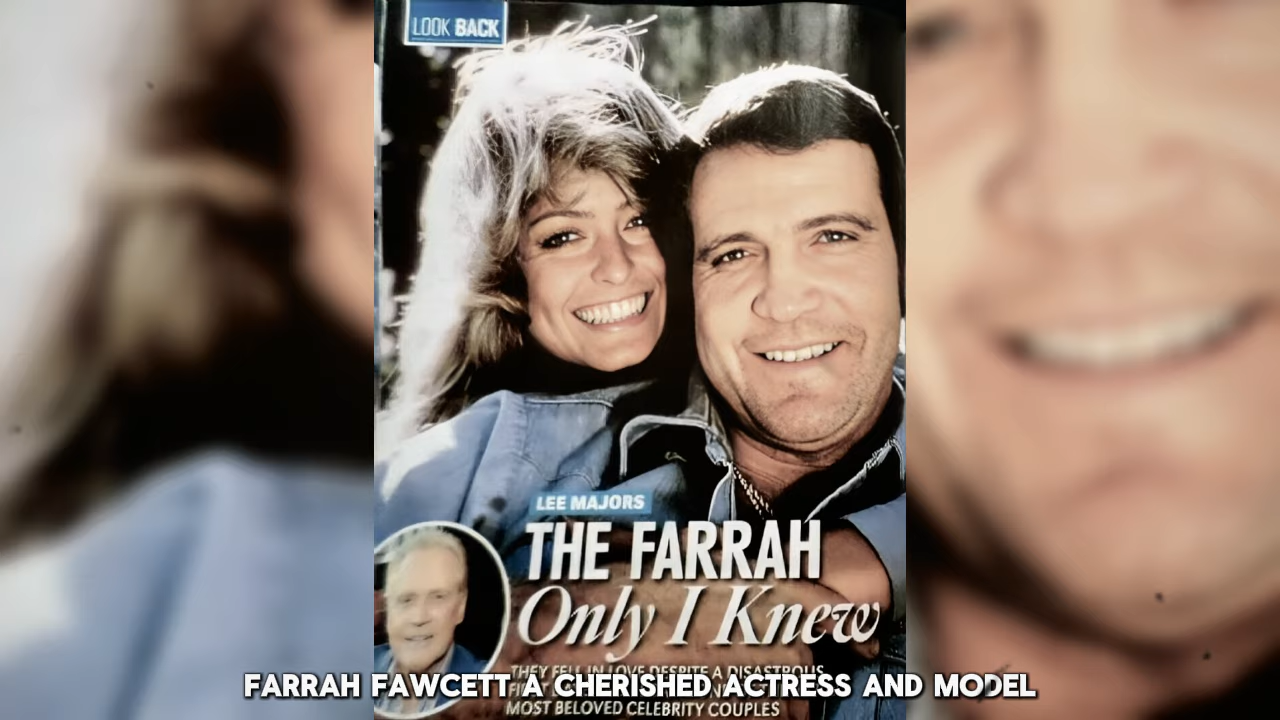 LOOK BACK
LEE MAJORS
THE FARRAH
Only I Knew
THEY FELL IN LOVE DESPITE A DISASTROUS
FARRAH FAWCETT A CHERISHED ACTRESS AND MODEL
MOST BELOVED CELEBRITY COUPLES